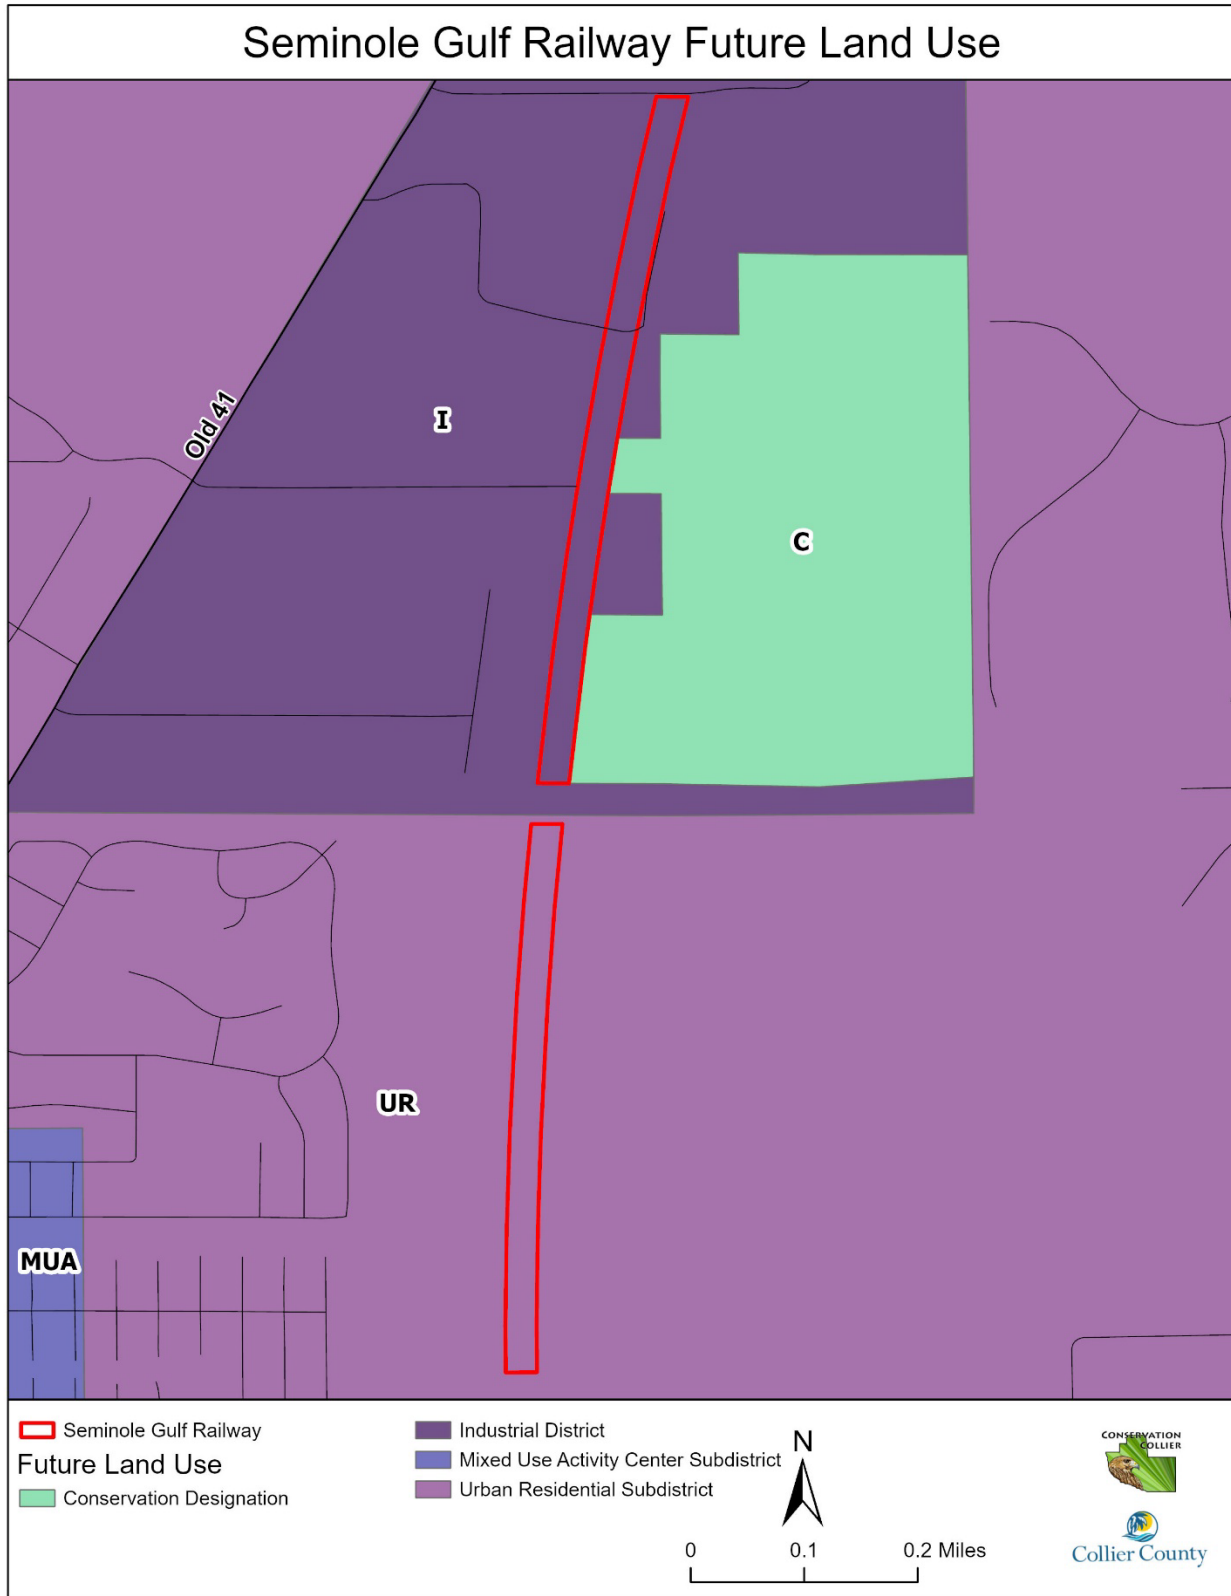 Seminole Gulf Railway Future Land Use
Old 41
I
C
UR
MUA
Seminole Gulf Railway
Future Land Use
Conservation Designation
Industrial District
Mixed Use Activity Center Subdistrict
Urban Residential Subdistrict
N
0 0.1 0.2 Miles
CONSERVATION
COLLIER
Collier County